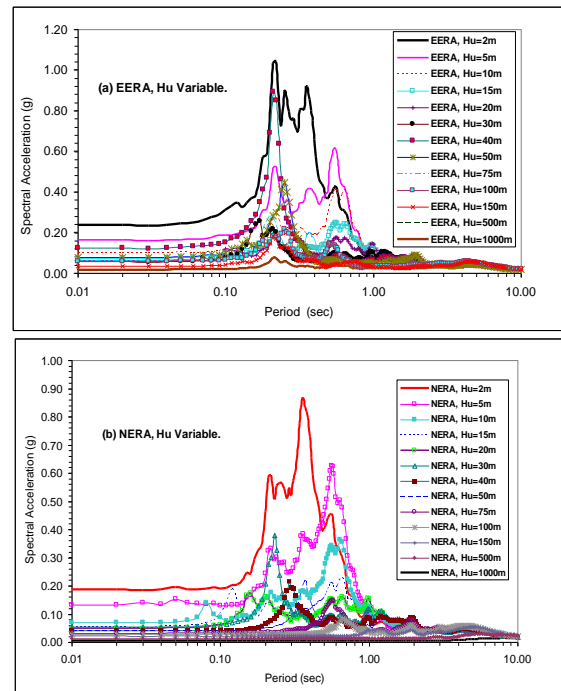 1.20
1.00
0.80
0.60
0.40
0.20
0.00
Spectral Acceleration (g)
(a) EERA, Hu Variable.
EERA, Hu=2m
EERA, Hu=5m
EERA, Hu=10m
EERA, Hu=15m
EERA, Hu=20m
EERA, Hu=30m
EERA, Hu=40m
EERA, Hu=50m
EERA, Hu=75m
EERA, Hu=100m
EERA, Hu=150m
EERA, Hu=500m
EERA, Hu=1000m
0.01 0.10 1.00 10.00
Period (sec)
1.00
0.90
0.80
0.70
0.60
0.50
0.40
0.30
0.20
0.10
0.00
Spectral Acceleration (g)
(b) NERA, Hu Variable.
NERA, Hu=2m
NERA, Hu=5m
NERA, Hu=10m
NERA, Hu=15m
NERA, Hu=20m
NERA, Hu=30m
NERA, Hu=40m
NERA, Hu=50m
NERA, Hu=75m
NERA, Hu=100m
NERA, Hu=150m
NERA, Hu=500m
NERA, Hu=1000m
0.01 0.10 1.00 10.00
Period (sec)